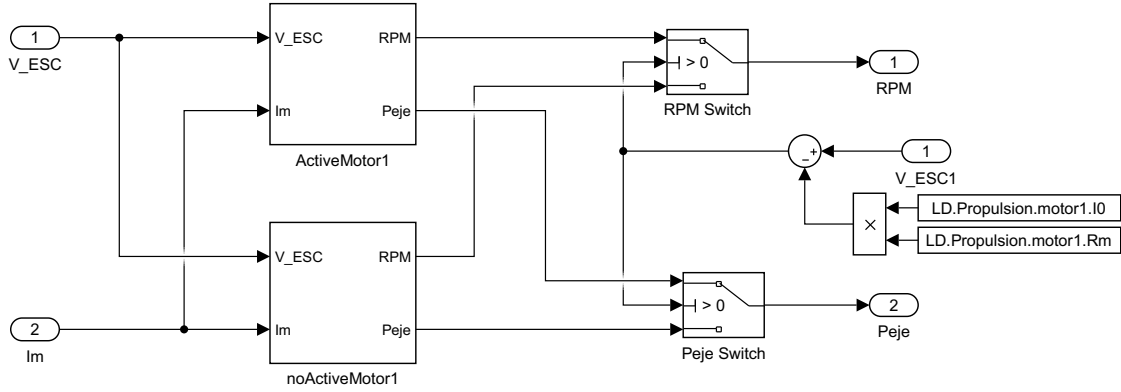 1
V_ESC
V_ESC
RPM
Im
Peje
ActiveMotor1
> 0
RPM Switch
1
RPM
1
V_ESC1
+
−
×
LD.Propulsion.motor1.I0
LD.Propulsion.motor1.Rm
V_ESC
RPM
Im
Peje
noActiveMotor1
2
Im
> 0
Peje Switch
2
Peje